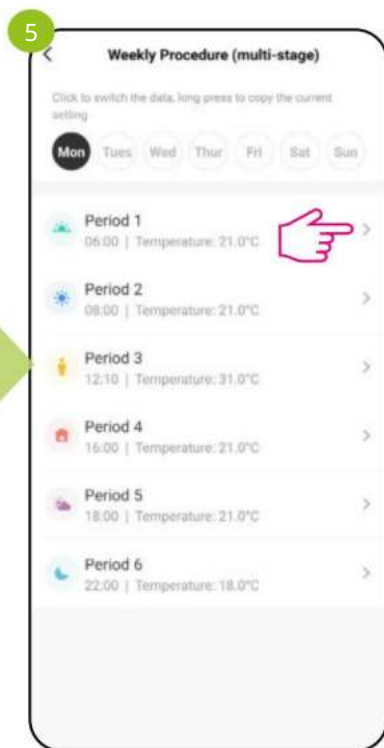 5
Weekly Procedure (multi-stage)
Click to switch the data, long press to copy the current
setting
Mon Tues Wed Thur Fri Sat Sun
Period 1
06:00 | Temperature: 21.0°C
Period 2
08:00 | Temperature: 21.0°C
Period 3
12:10 | Temperature: 31.0°C
Period 4
16:00 | Temperature: 21.0°C
Period 5
18:00 | Temperature: 21.0°C
Period 6
22:00 | Temperature: 18.0°C